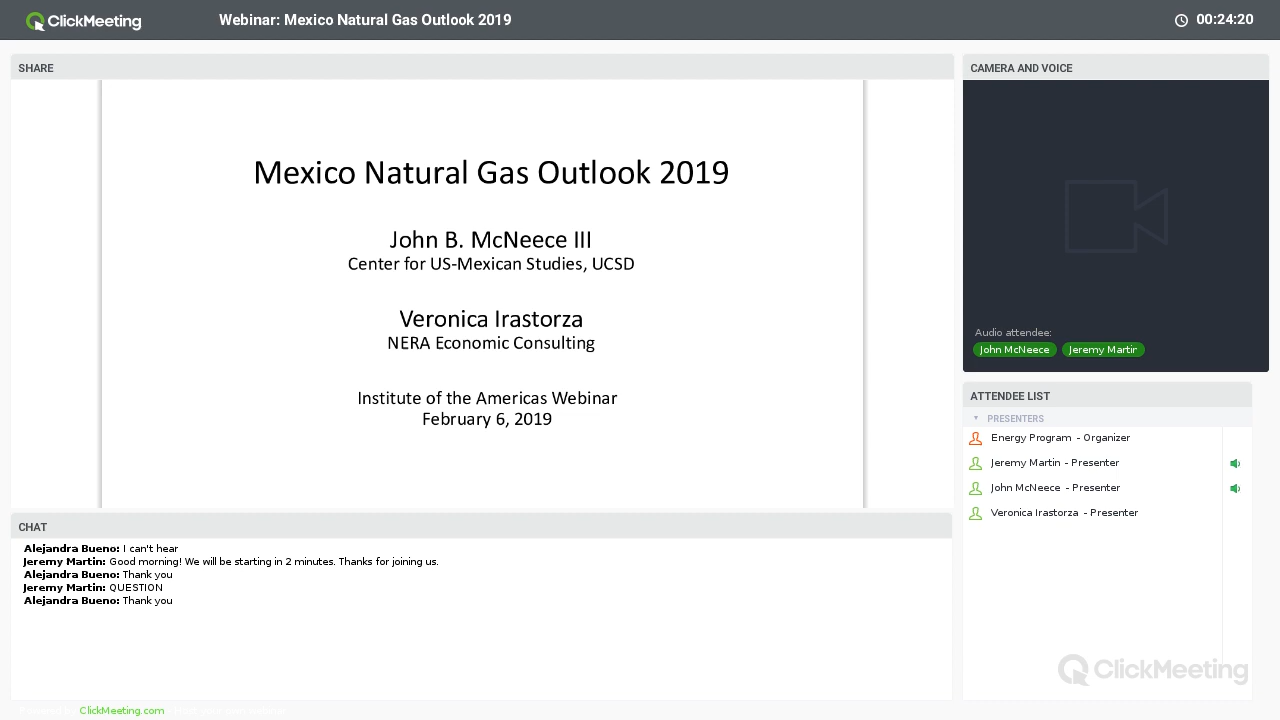 ClickMeeting
Webinar: Mexico Natural Gas Outlook 2019
00:24:20
SHARE
Mexico Natural Gas Outlook 2019
John B. McNeece III
Center for US-Mexican Studies, UCSD
Veronica Irastorza
NERA Economic Consulting
Institute of the Americas Webinar
February 6, 2019
CAMERA AND VOICE
Audio attendee:
John McNeece
Jeremy Martin
ATTENDEE LIST
PRESENTERS
Energy Program - Organizer
Jeremy Martin - Presenter
John McNeece - Presenter
Veronica Irastorza - Presenter
CHAT
Alejandra Bueno: I can't hear
Jeremy Martin: Good morning! We will be starting in 2 minutes. Thanks for joining us.
Alejandra Bueno: Thank you
Jeremy Martin: QUESTION
Alejandra Bueno: Thank you
ClickMeeting
ClickMeeting.com